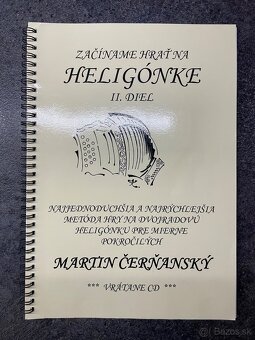 ZAČÍNAME HRAŤ NA
HELIGÓNKE
II. DIEL
NAJJEDNODUCHŠIA A NAJRÝCHLEJŠIA
METÓDA HRY NA DVOJRADOVÚ
HELIGÓNKU PRE MIERNE
POKROČILÝCH
MARTIN ČERŇANSKÝ
*** VRÁTANE CD ***
Bazos.sk